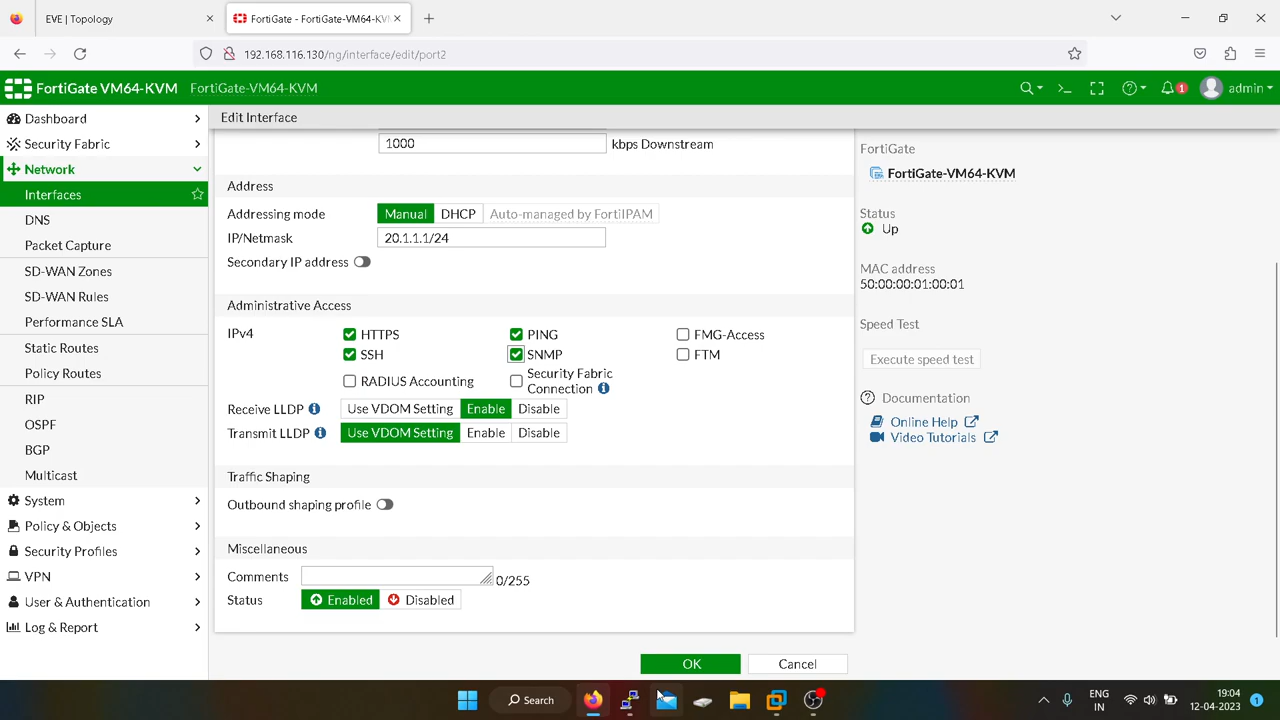 EVE | Topology
FortiGate - FortiGate-VM64-KVM
192.168.116.130/ng/interface/edit/port2
FortiGate VM64-KVM
FortiGate-VM64-KVM
1
admin
Dashboard
Security Fabric
Network
Interfaces
DNS
Packet Capture
SD-WAN Zones
SD-WAN Rules
Performance SLA
Static Routes
Policy Routes
RIP
OSPF
BGP
Multicast
System
Policy & Objects
Security Profiles
VPN
User & Authentication
Log & Report
Edit Interface
1000 kbps Downstream
Address
Addressing mode Manual DHCP Auto-managed by FortiIPAM
IP/Netmask 20.1.1.1/24
Secondary IP address
Administrative Access
IPv4 HTTPS PING FMG-Access
SSH SNMP FTM
RADIUS Accounting Security Fabric
Connection
Receive LLDP Use VDOM Setting Enable Disable
Transmit LLDP Use VDOM Setting Enable Disable
Traffic Shaping
Outbound shaping profile
Miscellaneous
Comments 0/255
Status Enabled Disabled
OK Cancel
FortiGate
FortiGate-VM64-KVM
Status
Up
MAC address
50:00:00:01:00:01
Speed Test
Execute speed test
Documentation
Online Help
Video Tutorials
Search
ENG
IN
19:04
12-04-2023
1